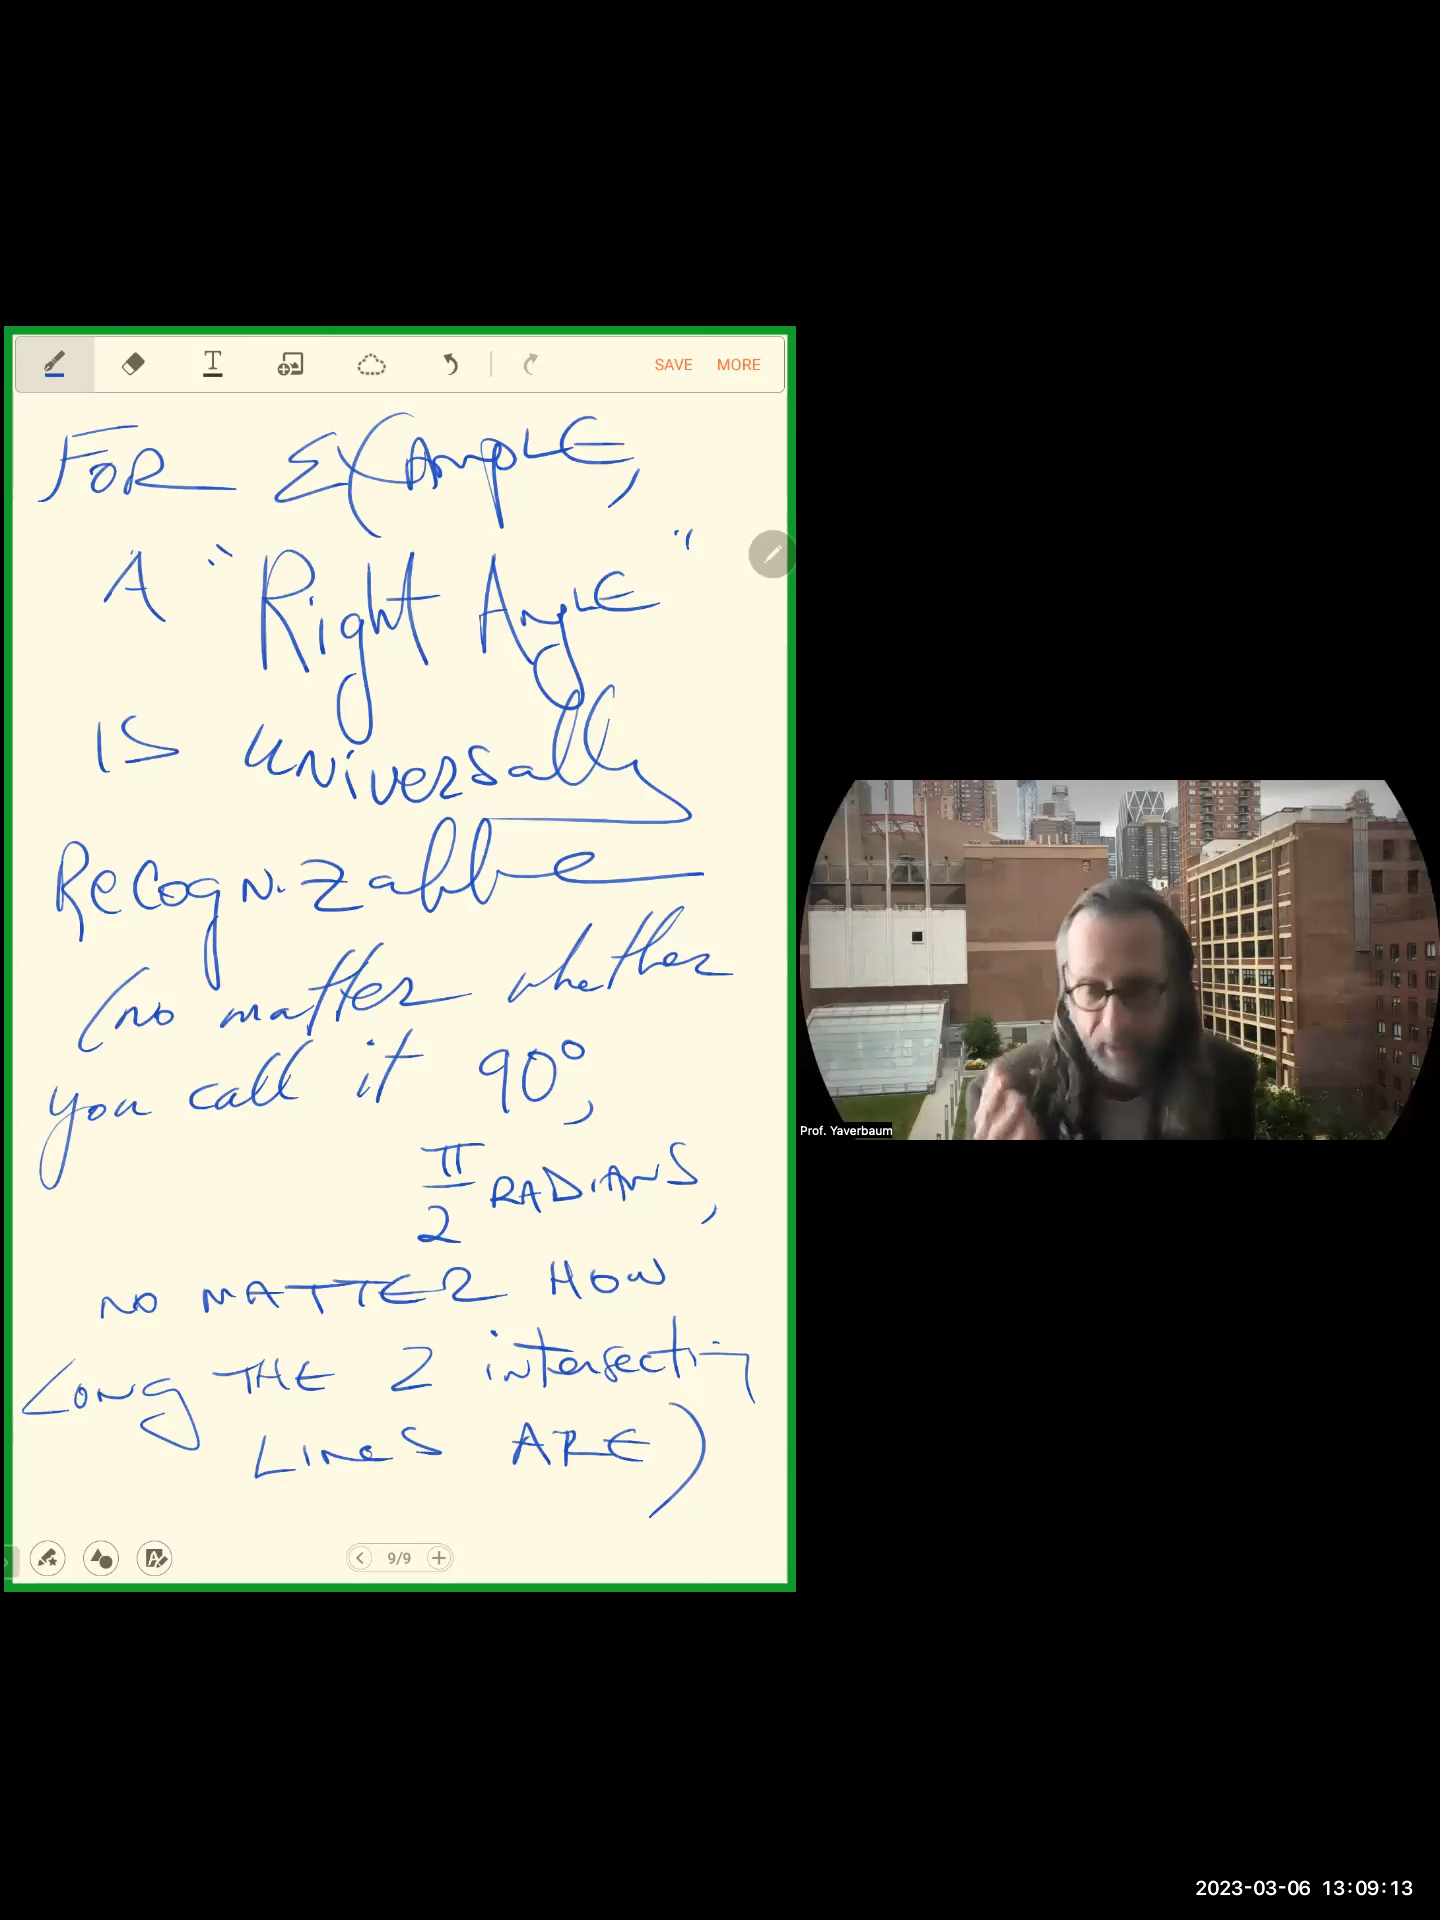 T
SAVE
MORE
FOR EXAMPLE,
A "Right Angle"
IS universally
Recognizable
(no matter whether
you call it 90°,
π/2 RADIANS,
NO MATTER HOW
LONG THE 2 intersecting
LINES ARE)
A
9/9
Prof. Yaverbaum
2023-03-06 13:09:13